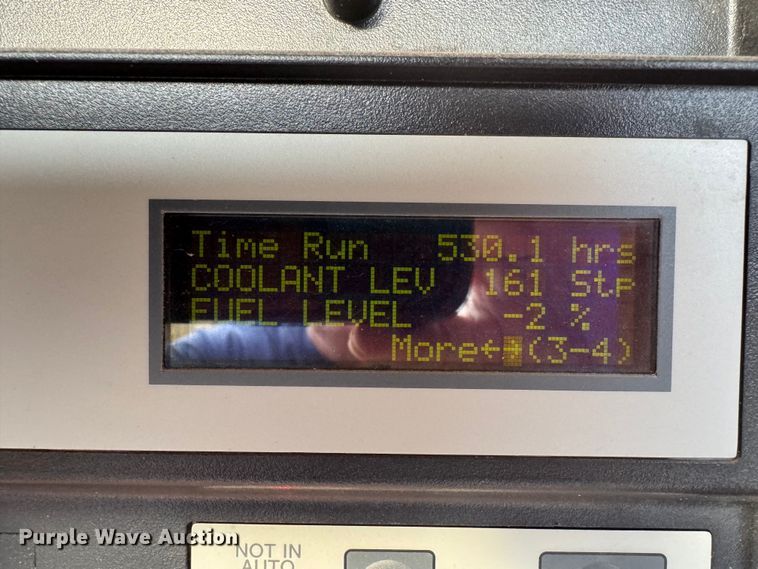 Time Run 530.1 hrs
COOLANT LEV 161 Stp
FUEL LEVEL -2 %
More←→(3-4)
Purple Wave Auction
NOT IN
AUTO